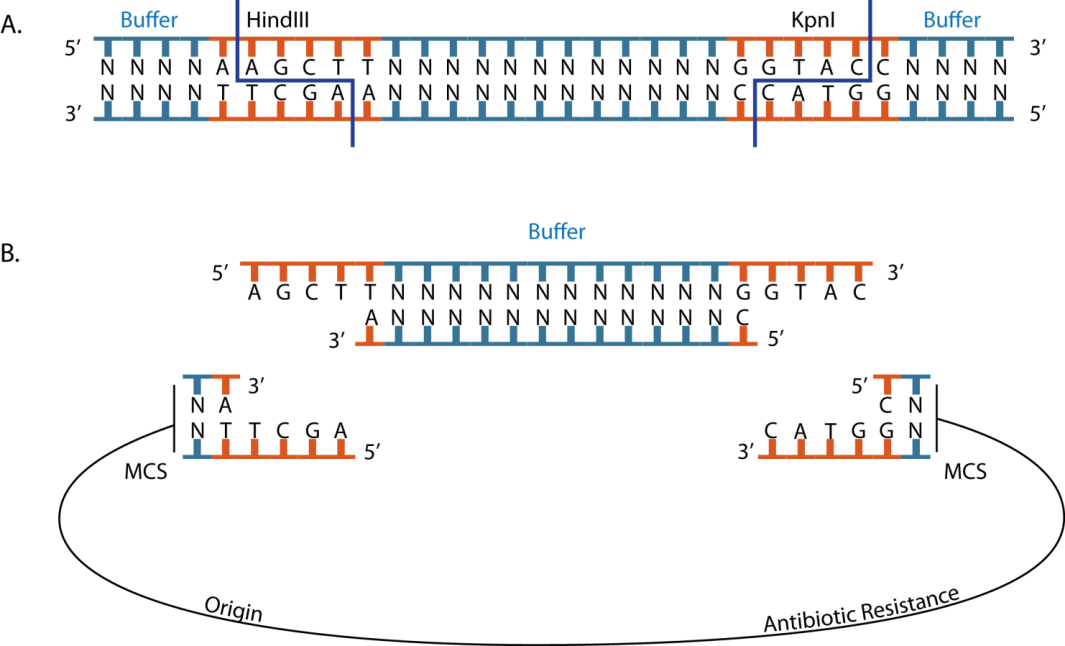 A.
Buffer HindIII KpnI Buffer
5′ 3′
N N N N A A G C T T N N N N N N N N N N N N G G T A C C N N N N
N N N N T T C G A A N N N N N N N N N N N N C C A T G G N N N N
3′ 5′
B.
Buffer
5′ 3′
A G C T T N N N N N N N N N N N N G G T A C
A N N N N N N N N N N N N C
3′ 5′
3′ 5′
N A C N
N T T C G A C A T G G N
5′ 3′
MCS MCS
Origin Antibiotic Resistance